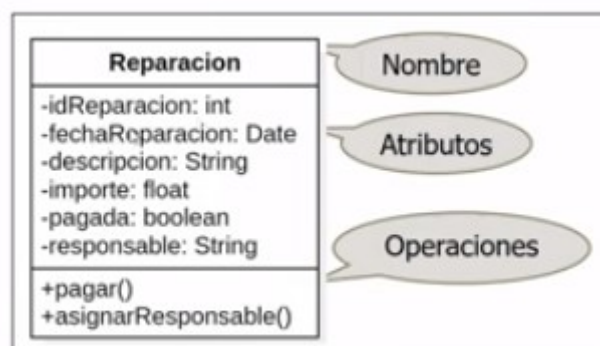 Reparacion
-idReparacion: int
-fechaReparacion: Date
-descripcion: String
-importe: float
-pagada: boolean
-responsable: String
+pagar()
+asignarResponsable()
Nombre
Atributos
Operaciones